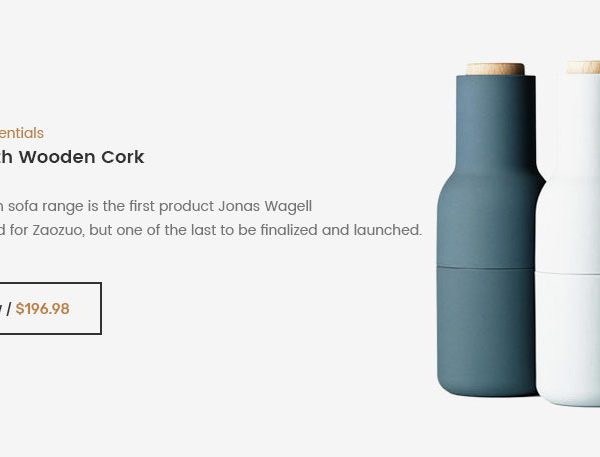 entials
th Wooden Cork
n sofa range is the first product Jonas Wagell
d for Zaozuo, but one of the last to be finalized and launched.
/ $196.98